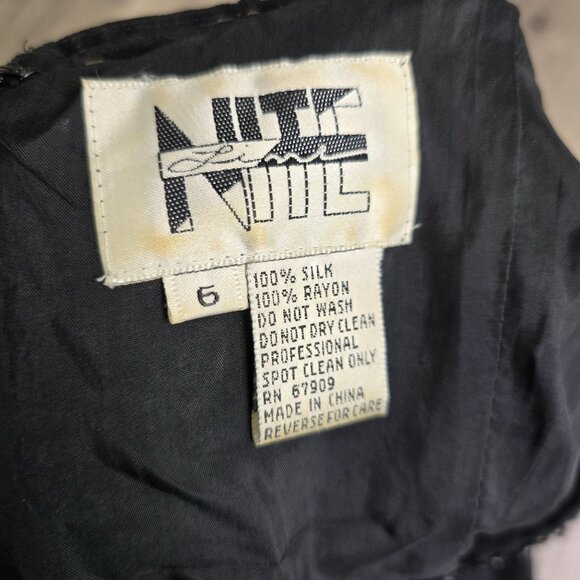 NITE
Line
6
100% SILK
100% RAYON
DO NOT WASH
DO NOT DRY CLEAN
PROFESSIONAL
SPOT CLEAN ONLY
RN 67909
MADE IN CHINA
REVERSE FOR CARE